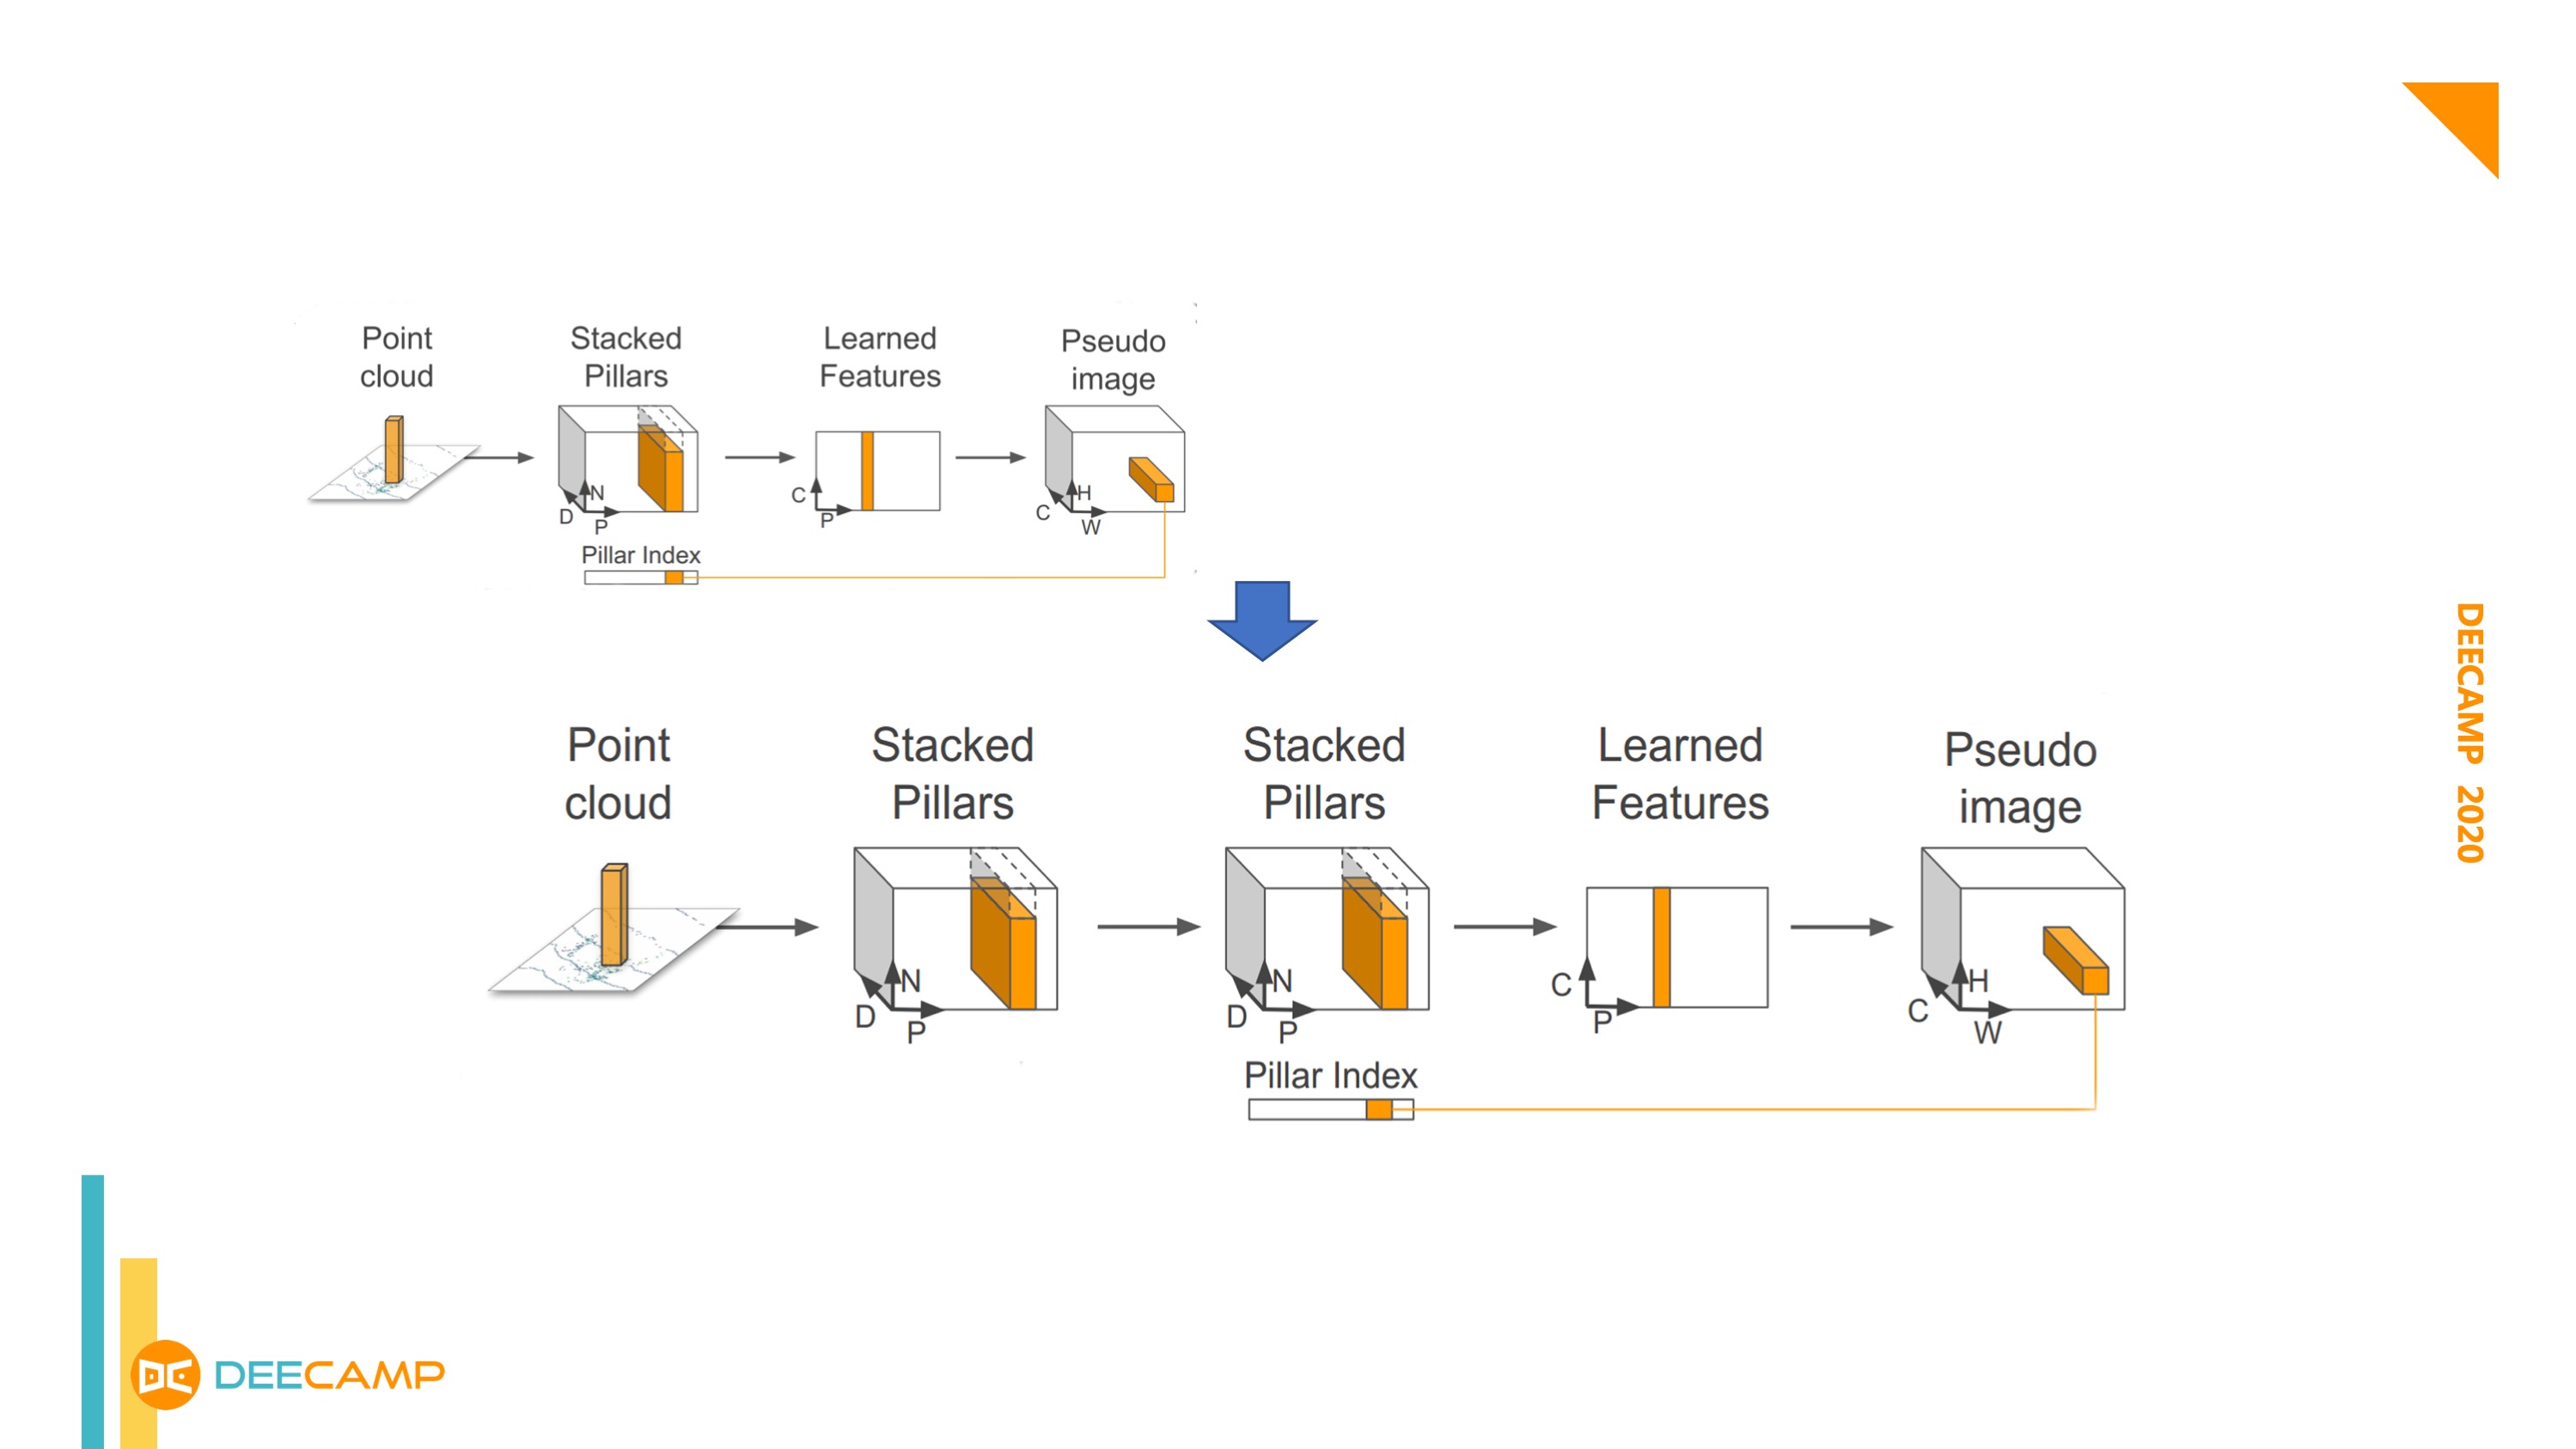 Point
cloud
Stacked
Pillars
Learned
Features
Pseudo
image
N
D
P
C
P
H
C
W
Pillar Index
Point
cloud
Stacked
Pillars
Stacked
Pillars
Learned
Features
Pseudo
image
N
D
P
N
D
P
C
P
H
C
W
Pillar Index
DEECAMP 2020
DEECAMP